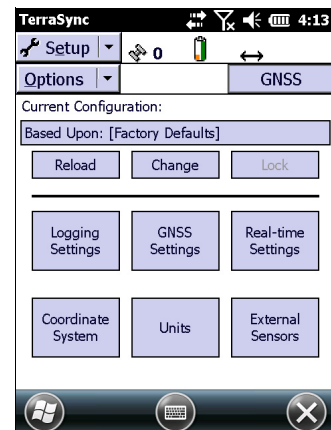 TerraSync 4:13
Setup 0
Options GNSS
Current Configuration:
Based Upon: [Factory Defaults]
Reload Change Lock
Logging Settings GNSS Settings Real-time Settings
Coordinate System Units External Sensors